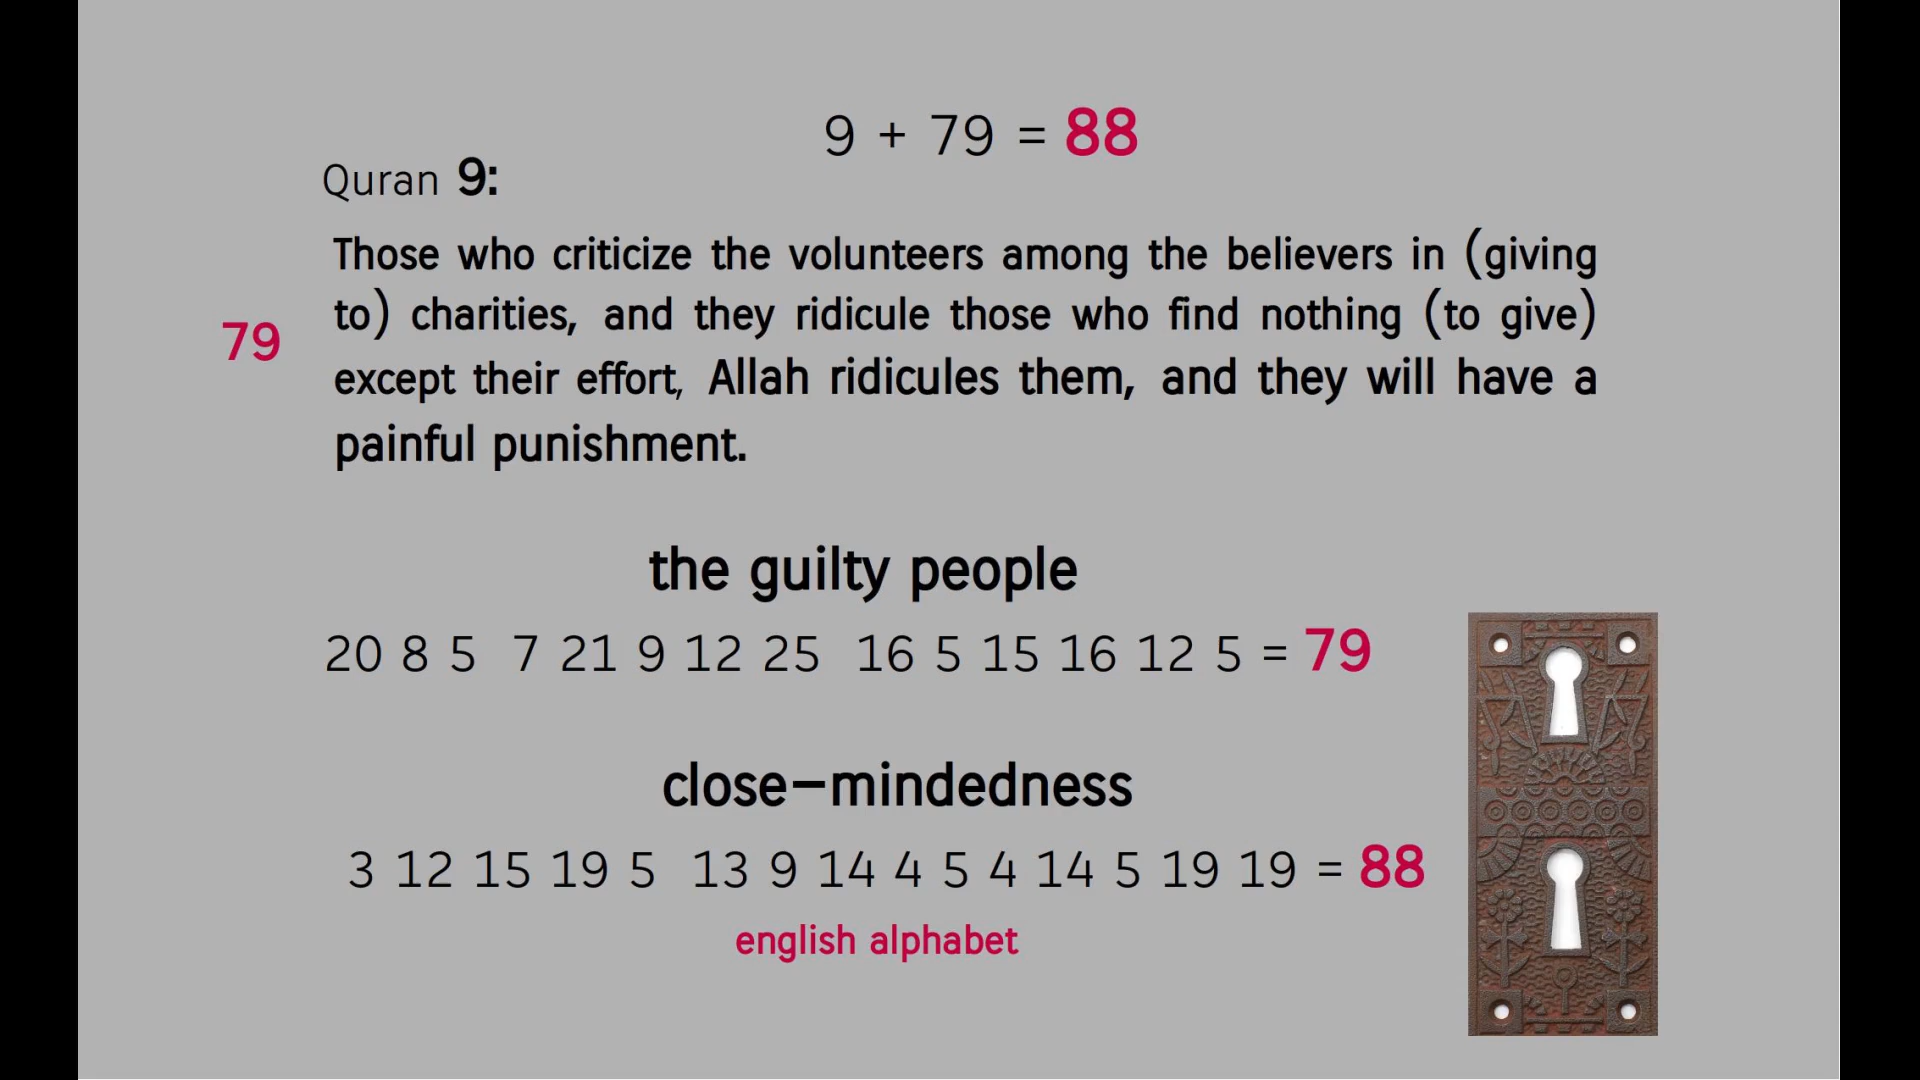 9 + 79 = 88
Quran 9:
Those who criticize the volunteers among the believers in (giving
to) charities, and they ridicule those who find nothing (to give)
79
except their effort, Allah ridicules them, and they will have a
painful punishment.
the guilty people
20 8 5 7 21 9 12 25 16 5 15 16 12 5 = 79
close–mindedness
3 12 15 19 5 13 9 14 4 5 4 14 5 19 19 = 88
english alphabet